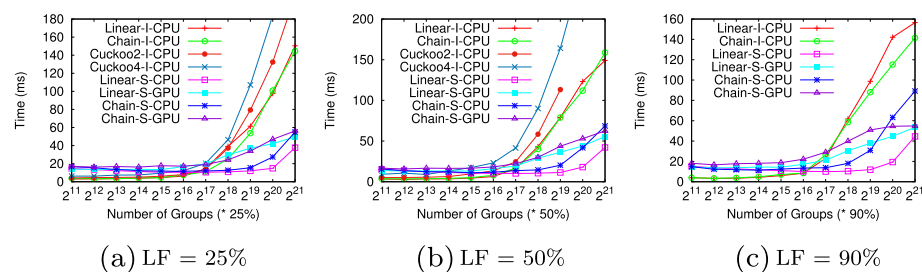 180
160
140
120
100
80
60
40
20
0
Time (ms)
Linear-I-CPU
Chain-I-CPU
Cuckoo2-I-CPU
Cuckoo4-I-CPU
Linear-S-CPU
Linear-S-GPU
Chain-S-CPU
Chain-S-GPU
2^11 2^12 2^13 2^14 2^15 2^16 2^17 2^18 2^19 2^20 2^21
Number of Groups (* 25%)
(a) LF = 25%
200
150
100
50
0
Time (ms)
Linear-I-CPU
Chain-I-CPU
Cuckoo2-I-CPU
Cuckoo4-I-CPU
Linear-S-CPU
Linear-S-GPU
Chain-S-CPU
Chain-S-GPU
2^11 2^12 2^13 2^14 2^15 2^16 2^17 2^18 2^19 2^20 2^21
Number of Groups (* 50%)
(b) LF = 50%
160
140
120
100
80
60
40
20
0
Time (ms)
Linear-I-CPU
Chain-I-CPU
Linear-S-CPU
Linear-S-GPU
Chain-S-CPU
Chain-S-GPU
2^11 2^12 2^13 2^14 2^15 2^16 2^17 2^18 2^19 2^20 2^21
Number of Groups (* 90%)
(c) LF = 90%